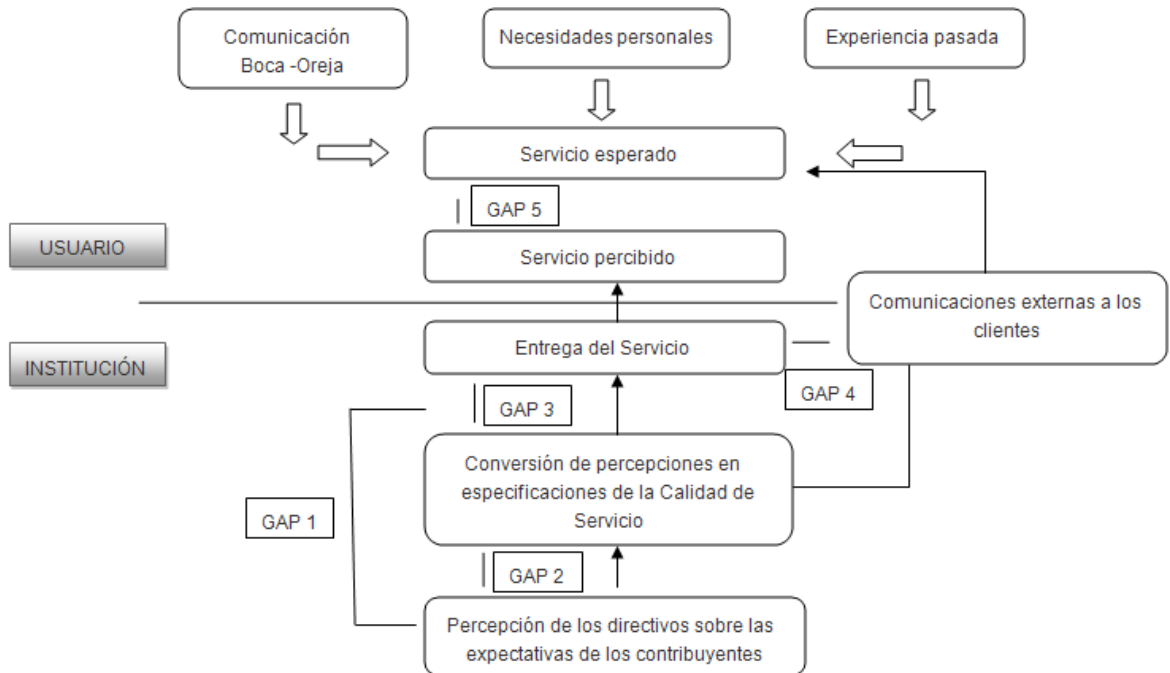 Comunicación
Boca -Oreja
Necesidades personales
Experiencia pasada
Servicio esperado
GAP 5
USUARIO
Servicio percibido
Comunicaciones externas a los
clientes
Entrega del Servicio
INSTITUCIÓN
GAP 4
GAP 3
Conversión de percepciones en
especificaciones de la Calidad de
Servicio
GAP 1
GAP 2
Percepción de los directivos sobre las
expectativas de los contribuyentes